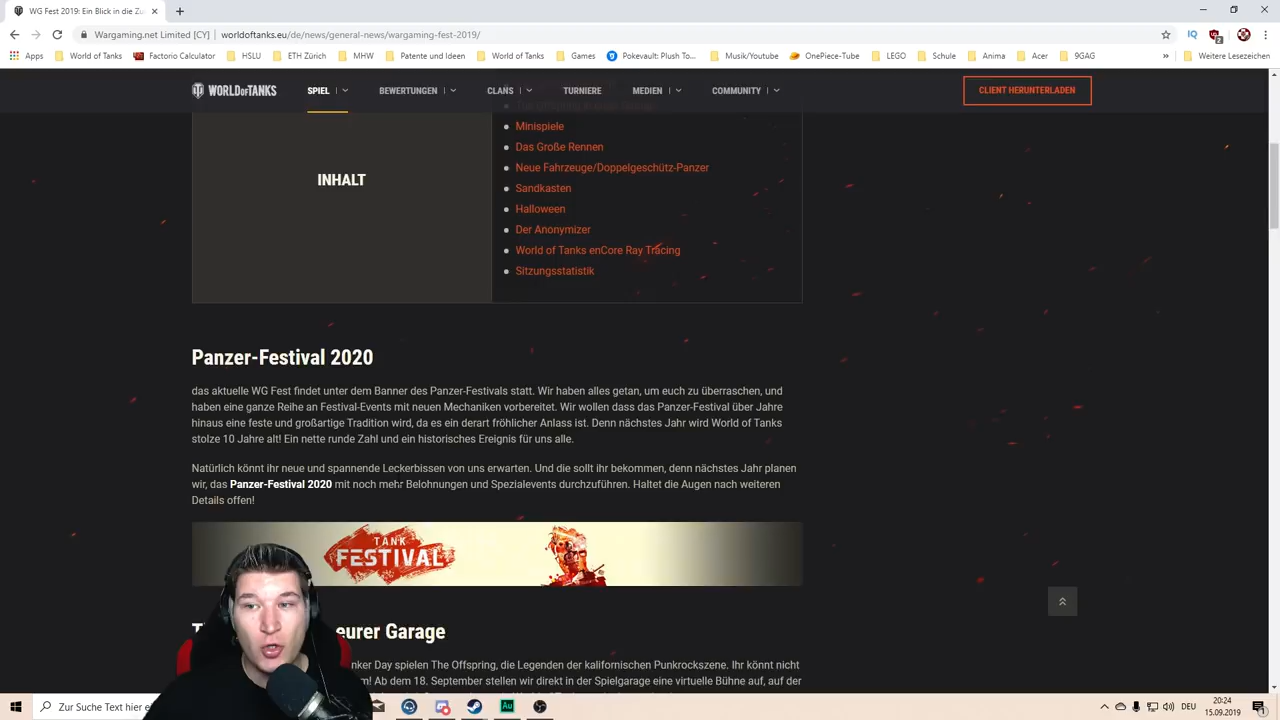 WG Fest 2019: Ein Blick in die Zu
Wargaming.net Limited [CY]
worldoftanks.eu/de/news/general-news/wargaming-fest-2019/
Apps
World of Tanks
Factorio Calculator
HSLU
ETH Zürich
MHW
Patente und Ideen
World of Tanks
Games
Pokevault: Plush To...
Musik/Youtube
OnePiece-Tube
LEGO
Schule
Anima
Acer
9GAG
Weitere Lesezeichen
WORLD OF TANKS
SPIEL
BEWERTUNGEN
CLANS
TURNIERE
MEDIEN
COMMUNITY
CLIENT HERUNTERLADEN
INHALT
Minispiele
Das Große Rennen
Neue Fahrzeuge/Doppelgeschütz-Panzer
Sandkasten
Halloween
Der Anonymizer
World of Tanks enCore Ray Tracing
Sitzungsstatistik
Panzer-Festival 2020
das aktuelle WG Fest findet unter dem Banner des Panzer-Festivals statt. Wir haben alles getan, um euch zu überraschen, und
haben eine ganze Reihe an Festival-Events mit neuen Mechaniken vorbereitet. Wir wollen dass das Panzer-Festival über Jahre
hinaus eine feste und großartige Tradition wird, da es ein derart fröhlicher Anlass ist. Denn nächstes Jahr wird World of Tanks
stolze 10 Jahre alt! Ein nette runde Zahl und ein historisches Ereignis für uns alle.
Natürlich könnt ihr neue und spannende Leckerbissen von uns erwarten. Und die sollt ihr bekommen, denn nächstes Jahr planen
wir, das Panzer-Festival 2020 mit noch mehr Belohnungen und Spezialevents durchzuführen. Haltet die Augen nach weiteren
Details offen!
TANK
FESTIVAL
eurer Garage
nker Day spielen The Offspring, die Legenden der kalifornischen Punkrockszene. Ihr könnt nicht
m! Ab dem 18. September stellen wir direkt in der Spielgarage eine virtuelle Bühne auf, auf der
Zur Suche Text hier e
DEU
20:24
15.09.2019